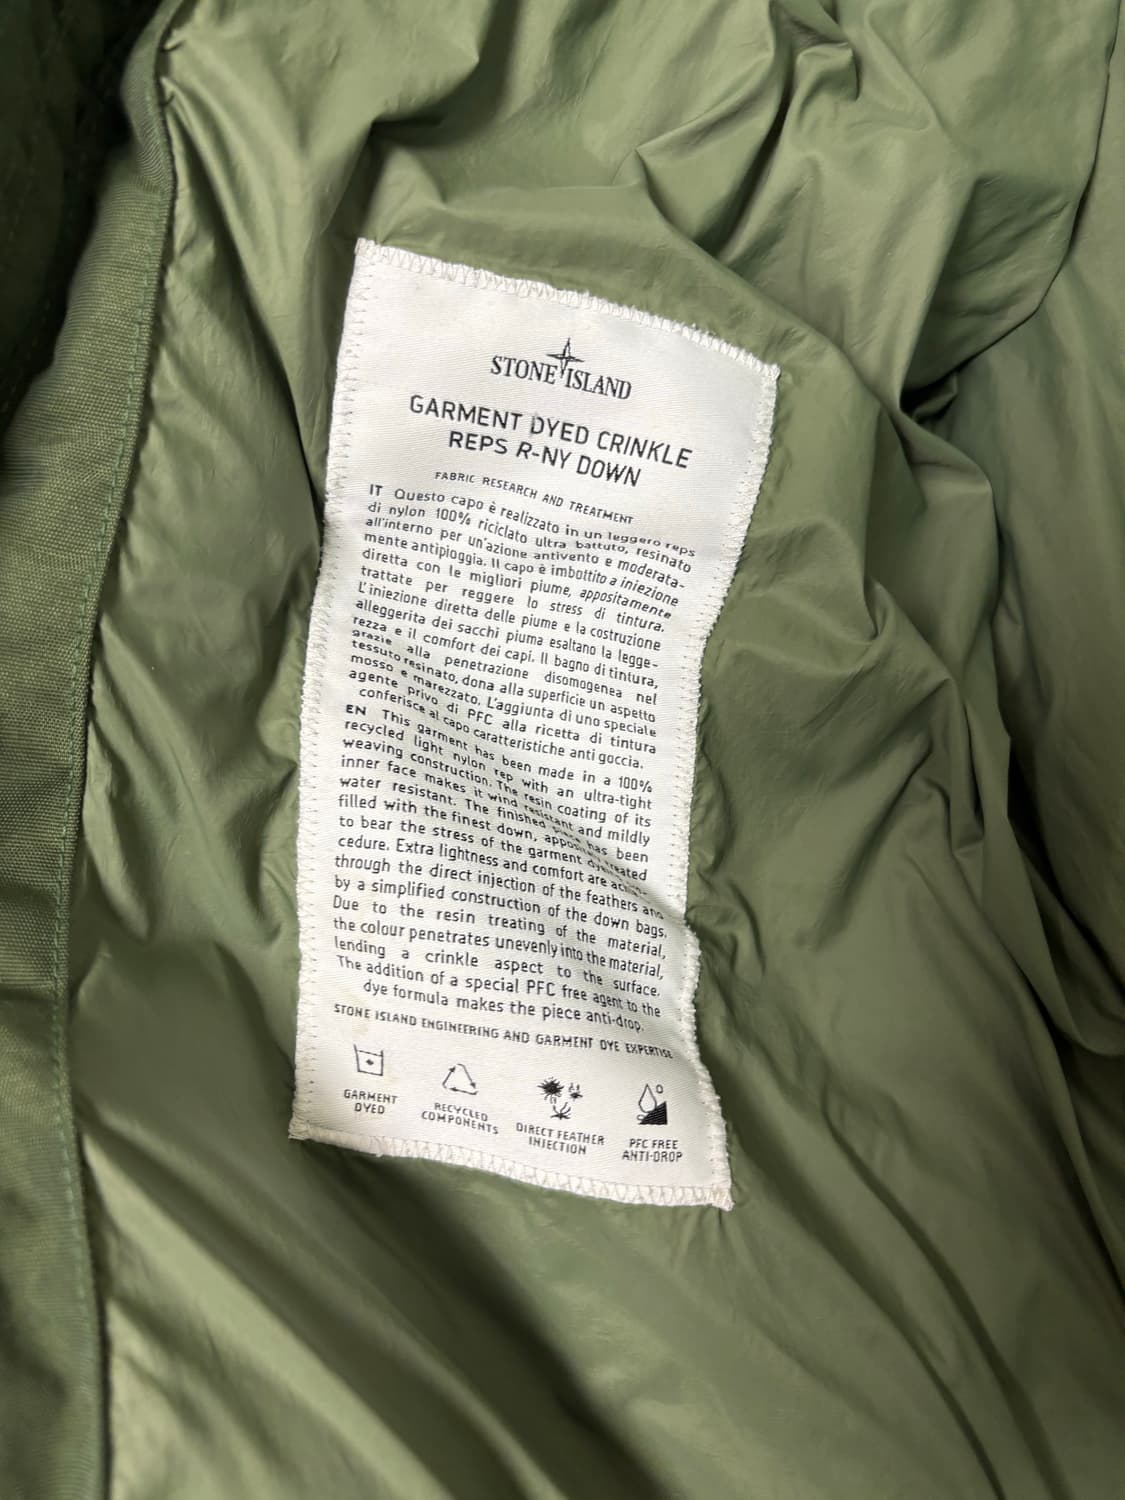 STONE ISLAND
GARMENT DYED CRINKLE
REPS R-NY DOWN
FABRIC RESEARCH AND TREATMENT
IT Questo capo è realizzato in un leggero reps
di nylon 100% riciclato ultra battuto, resinato
all'interno per un'azione antivento e moderata-
mente antipioggia. Il capo è imbottito a iniezione
diretta con le migliori piume, appositamente
trattate per reggere lo stress di tintura.
L'iniezione diretta delle piume e la costruzione
alleggerita dei sacchi piuma esaltano la legge-
rezza e il comfort dei capi. Il bagno di tintura,
grazie alla penetrazione disomogenea nel
tessuto resinato, dona alla superficie un aspetto
mosso e marezzato. L'aggiunta di uno speciale
agente privo di PFC alla ricetta di tintura
conferisce al capo caratteristiche anti goccia.
EN This garment has been made in a 100%
recycled light nylon rep with an ultra-tight
weaving construction. The resin coating of its
inner face makes it wind resistant and mildly
water resistant. The finished has been
filled with the finest down, treated
to bear the stress of the garment
cedure. Extra lightness and comfort are
through the direct injection of the feathers and
by a simplified construction of the down bags.
Due to the resin treating of the material,
the colour penetrates unevenly into the material,
lending a crinkle aspect to the surface.
The addition of a special PFC free agent to the
dye formula makes the piece anti-drop.
STONE ISLAND ENGINEERING AND GARMENT DYE EXPERTISE
GARMENT DYED
RECYCLED COMPONENTS
DIRECT FEATHER INJECTION
PFC FREE ANTI-DROP